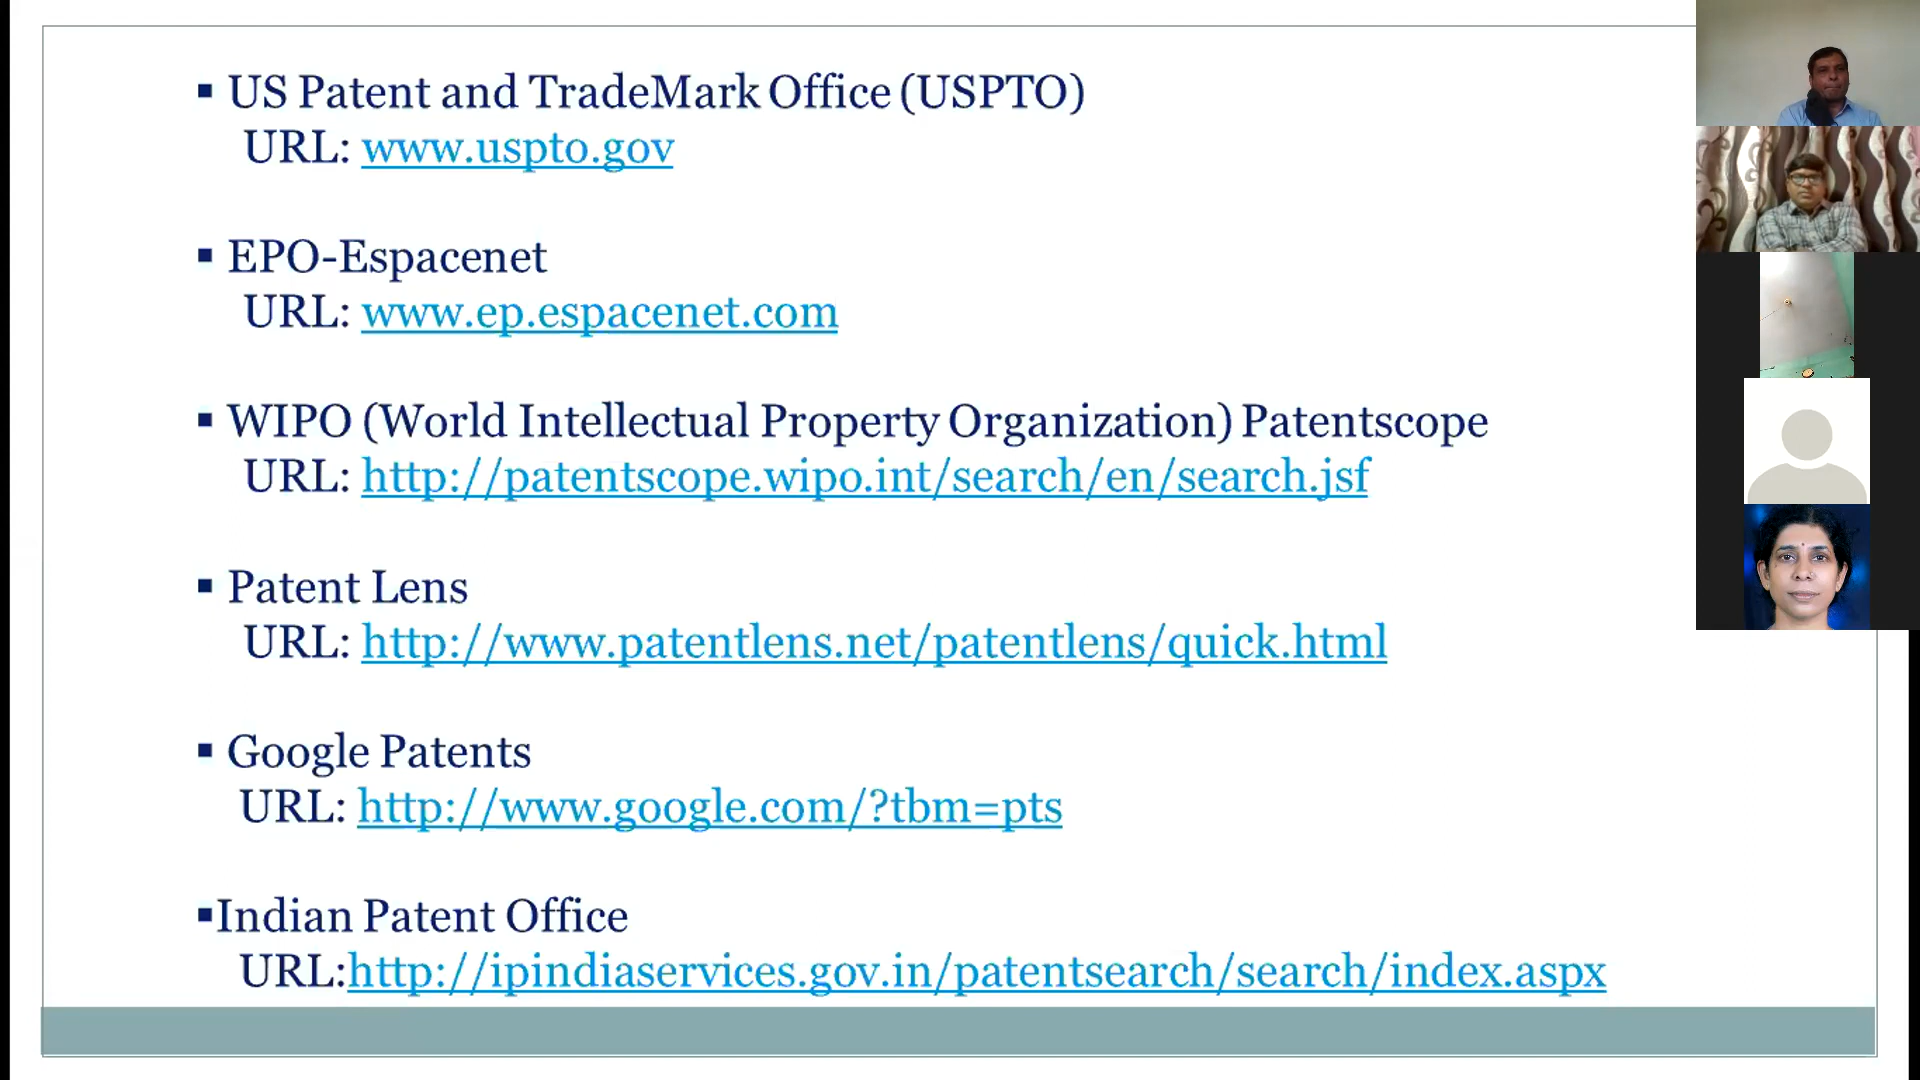 ▪ US Patent and TradeMark Office (USPTO)
URL: www.uspto.gov
▪ EPO-Espacenet
URL: www.ep.espacenet.com
▪ WIPO (World Intellectual Property Organization) Patentscope
URL: http://patentscope.wipo.int/search/en/search.jsf
▪ Patent Lens
URL: http://www.patentlens.net/patentlens/quick.html
▪ Google Patents
URL: http://www.google.com/?tbm=pts
▪Indian Patent Office
URL:http://ipindiaservices.gov.in/patentsearch/search/index.aspx